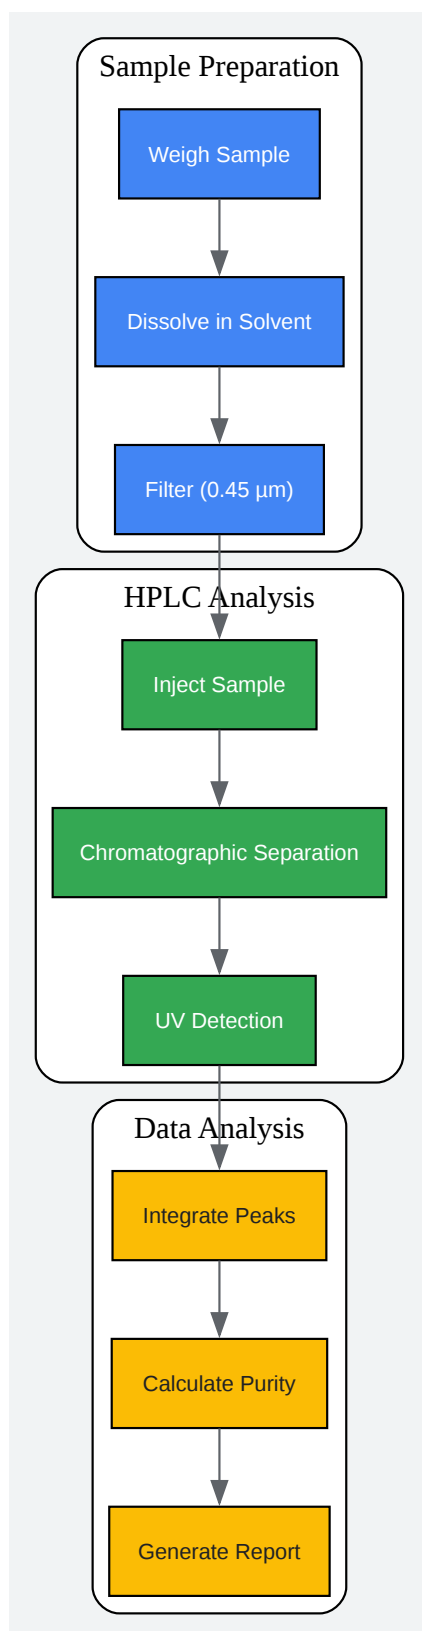 Sample Preparation
Weigh Sample
Dissolve in Solvent
Filter (0.45 µm)
HPLC Analysis
Inject Sample
Chromatographic Separation
UV Detection
Data Analysis
Integrate Peaks
Calculate Purity
Generate Report